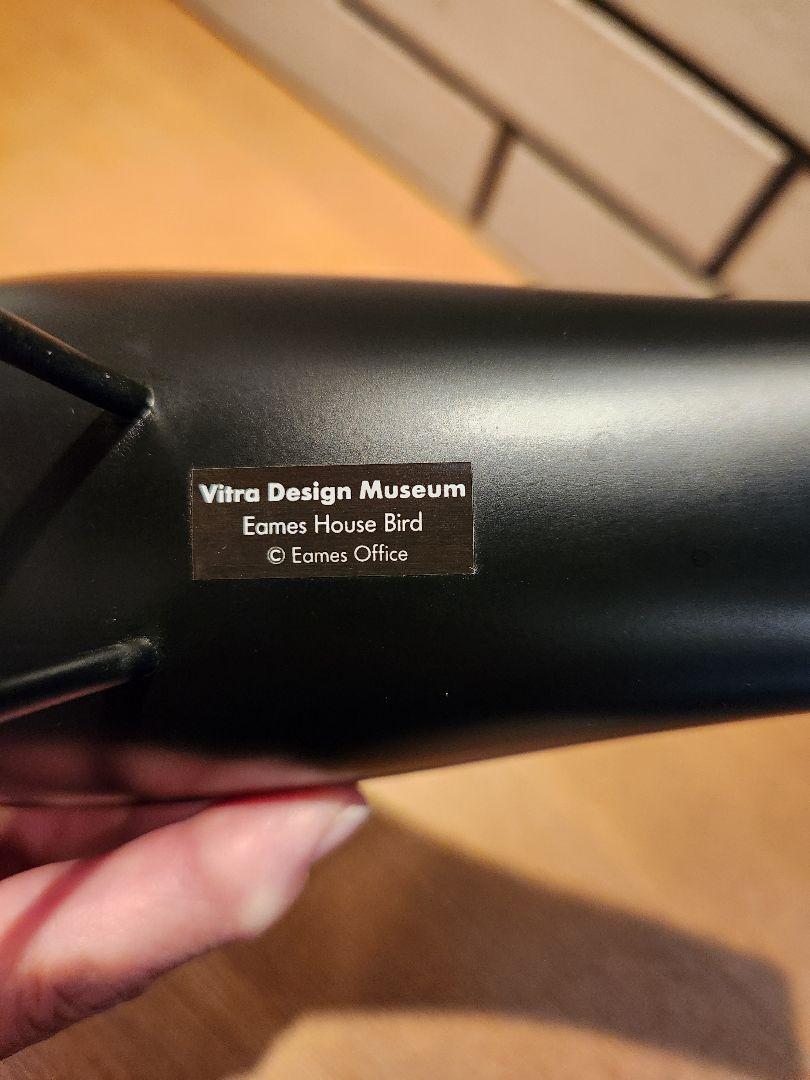 Vitra Design Museum
Eames House Bird
© Eames Office